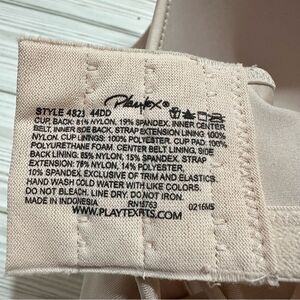 Playtex®
STYLE 4823 44DD
CUP, BACK: 81% NYLON, 19% SPANDEX. INNER CENTER
BELT, INNER SIDE BACK: STRAP EXTENSION LINING: 100%
NYLON. CUP LINING: 100% POLYESTER. CUP PAD: 100%
POLYURETHANE FOAM. CENTER BELT LINING, SIDE
BACK LINING: 85% NYLON, 15% SPANDEX. STRAP
EXTENSION: 76% NYLON, 14% POLYESTER,
10% SPANDEX. EXCLUSIVE OF TRIM AND ELASTICS.
HAND WASH COLD WATER WITH LIKE COLORS.
DO NOT BLEACH. LINE DRY. DO NOT IRON.
MADE IN INDONESIA RN15763 0216MS
WWW.PLAYTEXFITS.COM